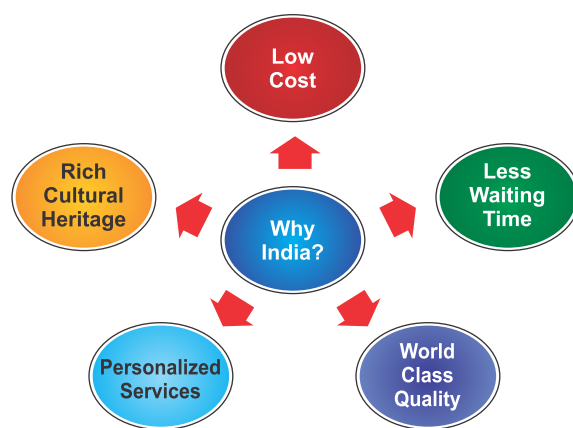 Low
Cost
Rich
Cultural
Heritage
Less
Waiting
Time
Why
India?
Personalized
Services
World
Class
Quality